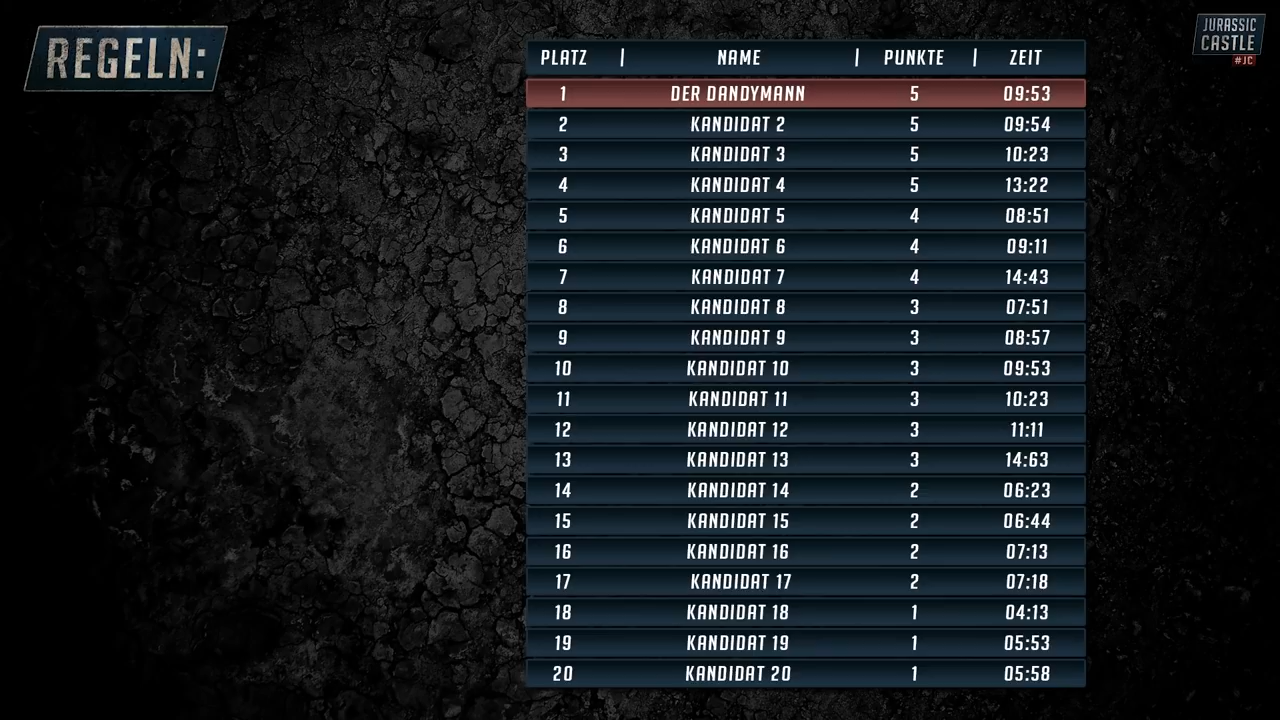 REGELN:
JURASSIC
CASTLE
#JC
PLATZ | NAME | PUNKTE | ZEIT
1 DER DANDYMANN 5 09:53
2 KANDIDAT 2 5 09:54
3 KANDIDAT 3 5 10:23
4 KANDIDAT 4 5 13:22
5 KANDIDAT 5 4 08:51
6 KANDIDAT 6 4 09:11
7 KANDIDAT 7 4 14:43
8 KANDIDAT 8 3 07:51
9 KANDIDAT 9 3 08:57
10 KANDIDAT 10 3 09:53
11 KANDIDAT 11 3 10:23
12 KANDIDAT 12 3 11:11
13 KANDIDAT 13 3 14:63
14 KANDIDAT 14 2 06:23
15 KANDIDAT 15 2 06:44
16 KANDIDAT 16 2 07:13
17 KANDIDAT 17 2 07:18
18 KANDIDAT 18 1 04:13
19 KANDIDAT 19 1 05:53
20 KANDIDAT 20 1 05:58